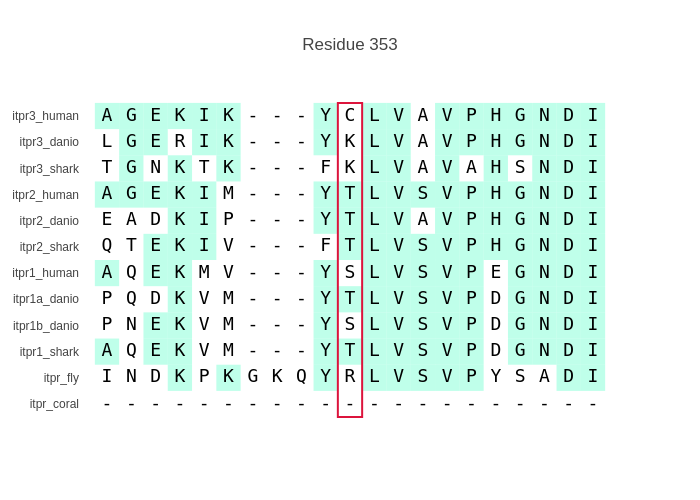 Residue 353
itpr3_human A G E K I K - - - Y C L V A V P H G N D I
itpr3_danio L G E R I K - - - Y K L V A V P H G N D I
itpr3_shark T G N K T K - - - F K L V A V A H S N D I
itpr2_human A G E K I M - - - Y T L V S V P H G N D I
itpr2_danio E A D K I P - - - Y T L V A V P H G N D I
itpr2_shark Q T E K I V - - - F T L V S V P H G N D I
itpr1_human A Q E K M V - - - Y S L V S V P E G N D I
itpr1a_danio P Q D K V M - - - Y T L V S V P D G N D I
itpr1b_danio P N E K V M - - - Y S L V S V P D G N D I
itpr1_shark A Q E K V M - - - Y T L V S V P D G N D I
itpr_fly I N D K P K G K Q Y R L V S V P Y S A D I
itpr_coral - - - - - - - - - - - - - - - - - - - - -